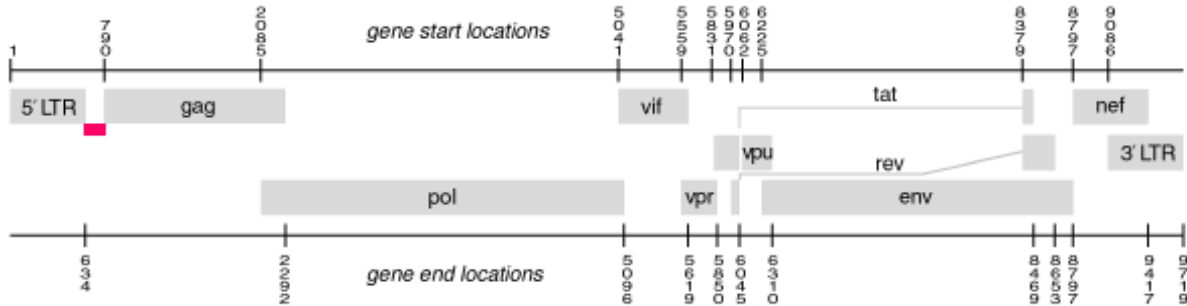 1
790
2085
gene start locations
5041
5559
5831
5970
6062
6225
8379
8797
9086
5´ LTR
gag
vif
tat
nef
vpu
rev
3´ LTR
pol
vpr
env
634
2292
gene end locations
5096
5619
5850
6045
6310
8469
8653
8797
9417
9719